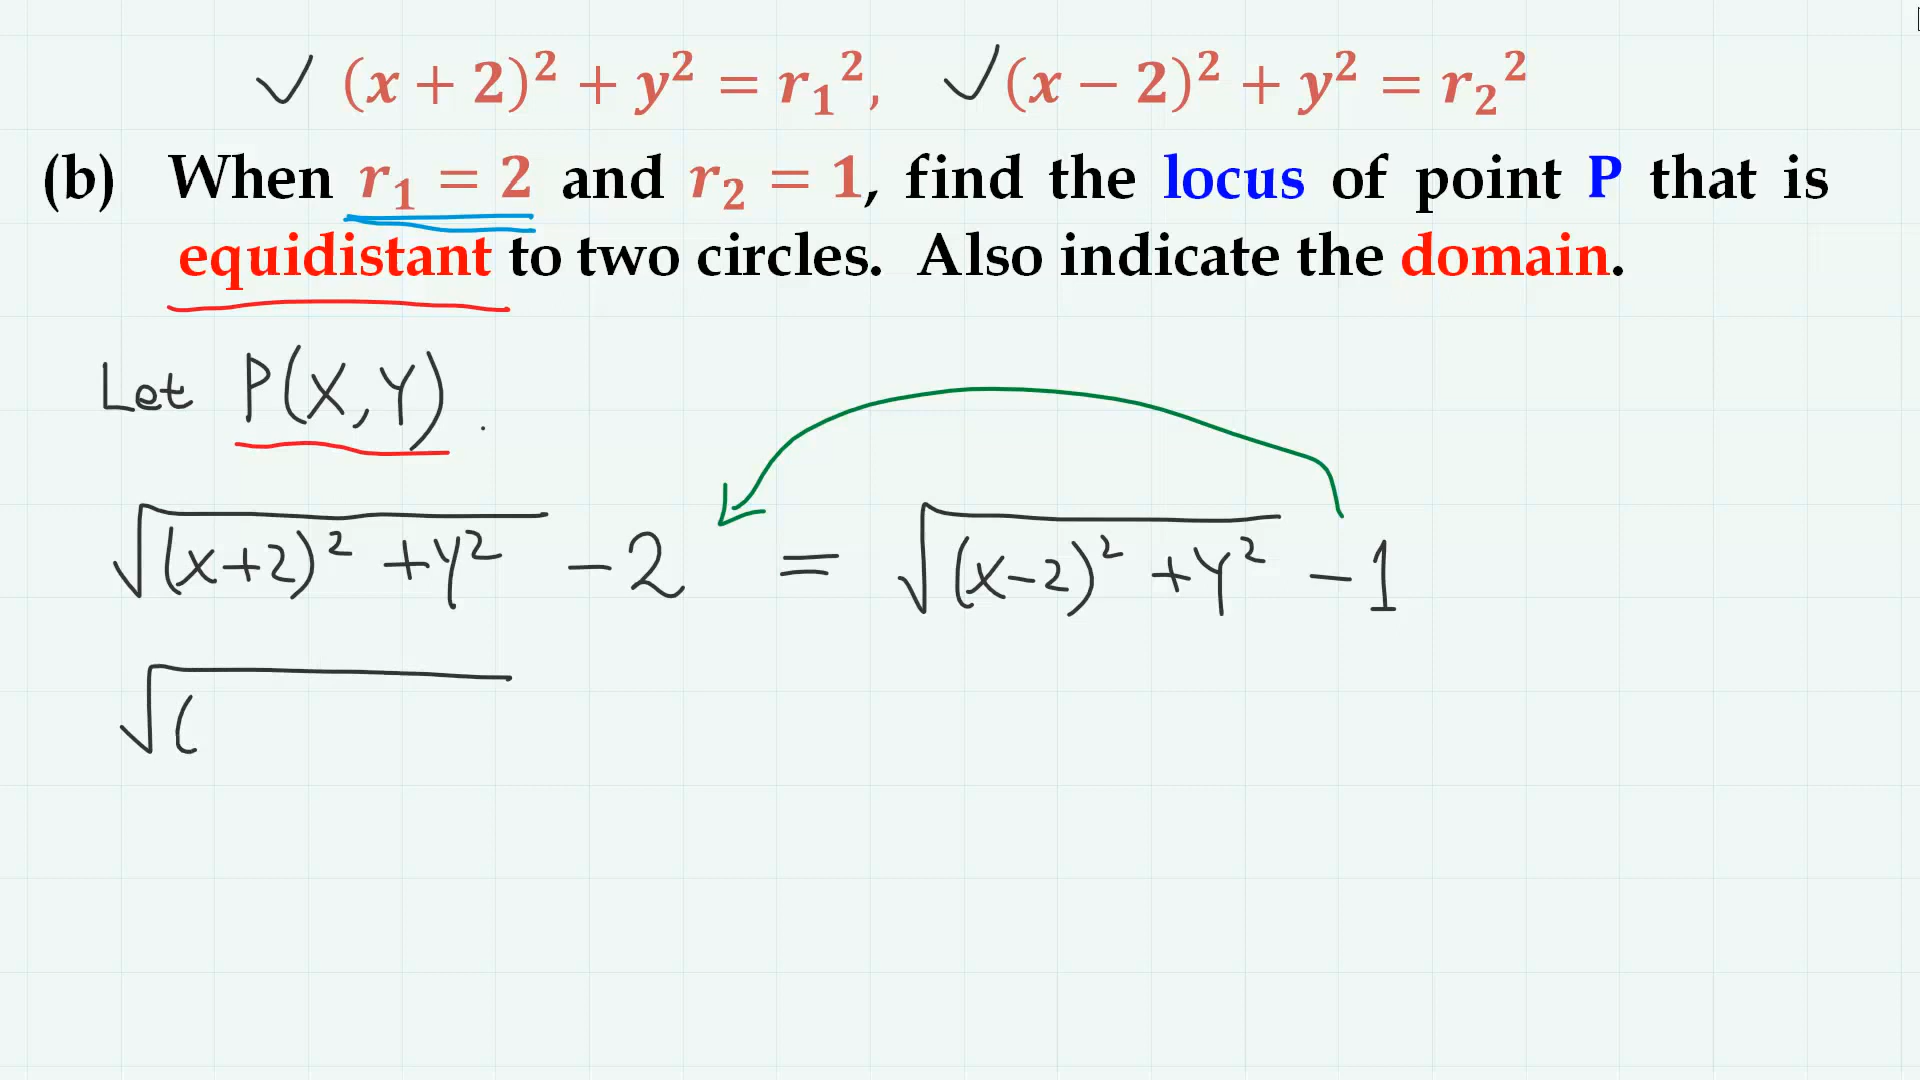 ✓ (x + 2)² + y² = r₁², ✓ (x − 2)² + y² = r₂²
(b) When r₁ = 2 and r₂ = 1, find the locus of point P that is
equidistant to two circles. Also indicate the domain.
Let P(X, Y).
√((x+2)² + y²) − 2 = √((x−2)² + y²) − 1
√(